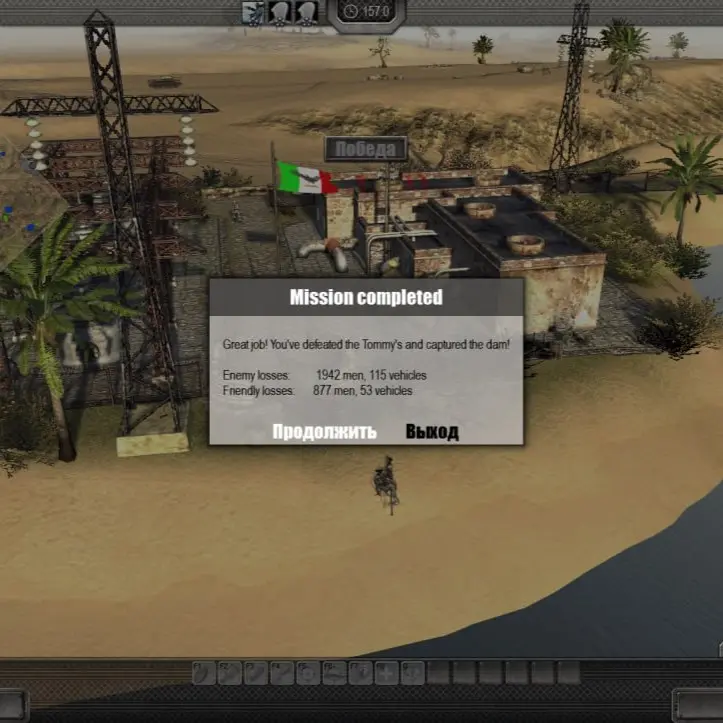 157.0
Победа
Mission completed
Great job! You've defeated the Tommy's and captured the dam!
Enemy losses: 1942 men, 115 vehicles
Friendly losses: 877 men, 53 vehicles
Продолжить Выход